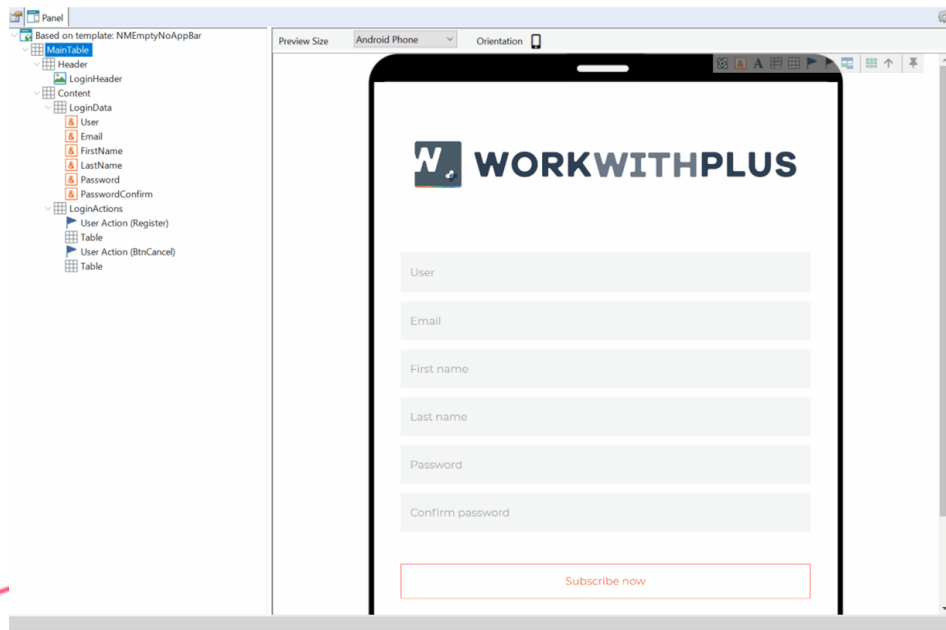 Panel
Based on template: NMEmptyNoAppBar
MainTable
Header
LoginHeader
Content
LoginData
& User
& Email
& FirstName
& LastName
& Password
& PasswordConfirm
LoginActions
User Action (Register)
Table
User Action (BtnCancel)
Table
Preview Size Android Phone Orientation
& A
W. WORKWITHPLUS
User
Email
First name
Last name
Password
Confirm password
Subscribe now